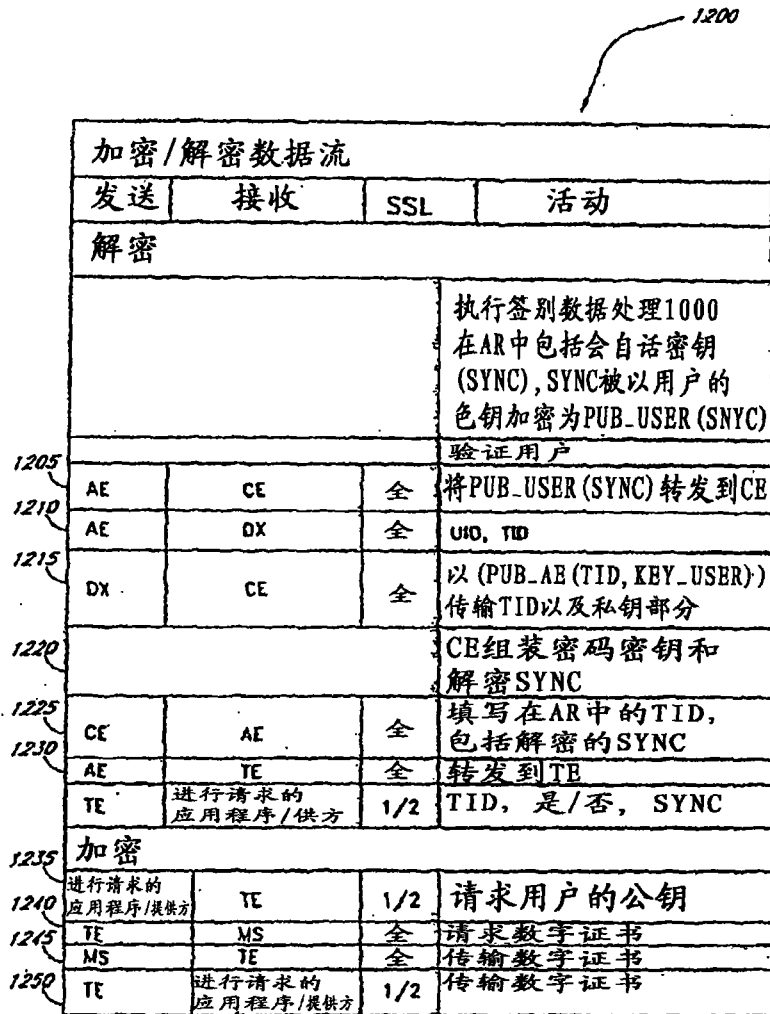 1200
加密/解密数据流
发送 接收 SSL 活动
解密
执行签别数据处理1000
在AR中包括会自话密钥
(SYNC),SYNC被以用户的
色钥加密为PUB_USER(SNYC)
验证用户
1205
AE CE 全 将PUB_USER(SYNC)转发到CE
1210
AE DX 全 UID, TID
1215
DX CE 全 以(PUB_AE(TID,KEY_USER))
传输TID以及私钥部分
1220
CE组装密码密钥和
解密SYNC
1225
CE AE 全 填写在AR中的TID,
包括解密的SYNC
1230
AE TE 全 转发到TE
TE 进行请求的
应用程序/供方 1/2 TID, 是/否, SYNC
加密
1235
进行请求的
应用程序/提供方 TE 1/2 请求用户的公钥
1240
TE MS 全 请求数字证书
1245
MS TE 全 传输数字证书
1250
TE 进行请求的
应用程序/提供方 1/2 传输数字证书